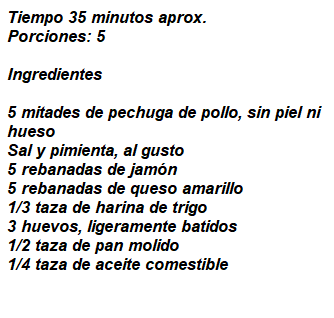 Tiempo 35 minutos aprox.
Porciones: 5
Ingredientes
5 mitades de pechuga de pollo, sin piel ni
hueso
Sal y pimienta, al gusto
5 rebanadas de jamón
5 rebanadas de queso amarillo
1/3 taza de harina de trigo
3 huevos, ligeramente batidos
1/2 taza de pan molido
1/4 taza de aceite comestible